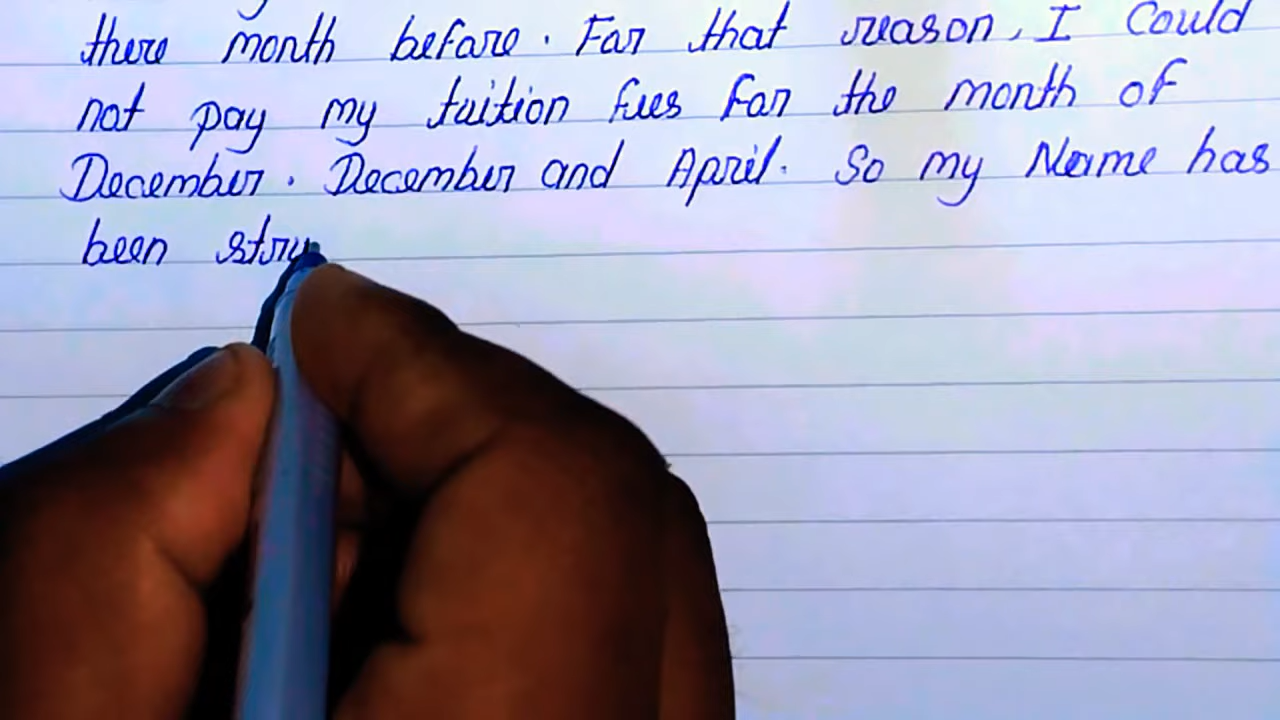 there month before. For that reason, I Could
not pay my tuition fees for the month of
December. December and April. So my Name has
been stru